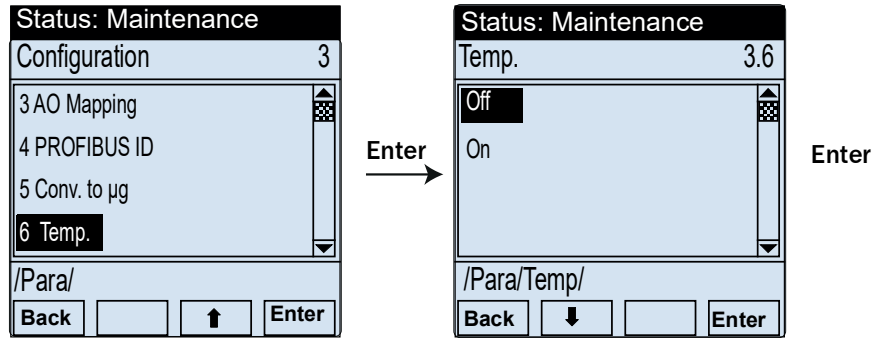 Status: Maintenance
Configuration 3
3 AO Mapping
4 PROFIBUS ID
5 Conv. to µg
6 Temp.
/Para/
Back Enter
Enter
Status: Maintenance
Temp. 3.6
Off
On
/Para/Temp/
Back Enter
Enter